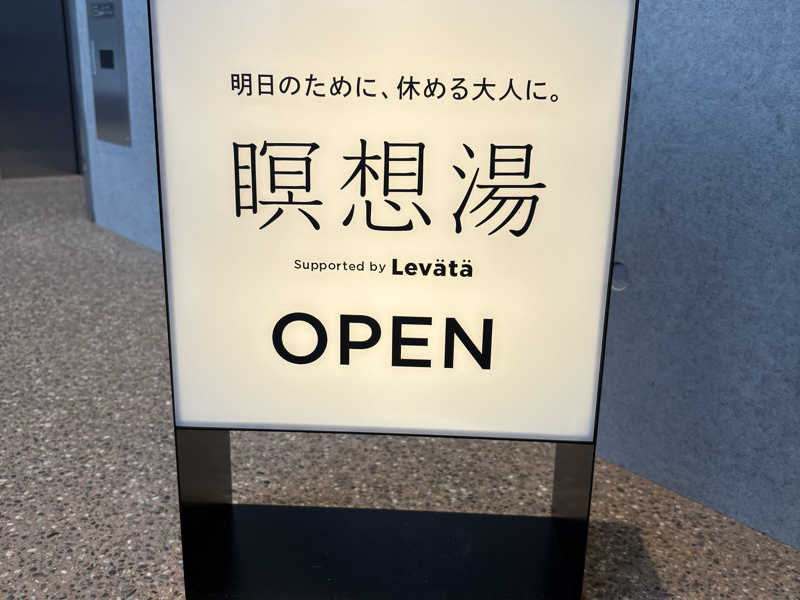 明日のために、休める大人に。
瞑想湯
Supported by Levätä
OPEN